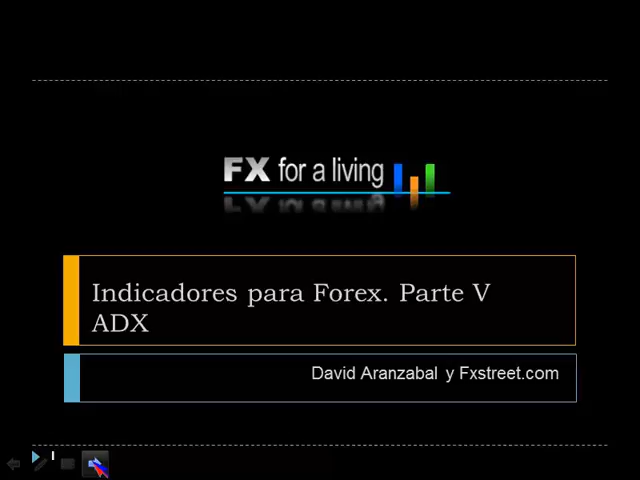 FX for a living
Indicadores para Forex. Parte V
ADX
David Aranzabal y Fxstreet.com